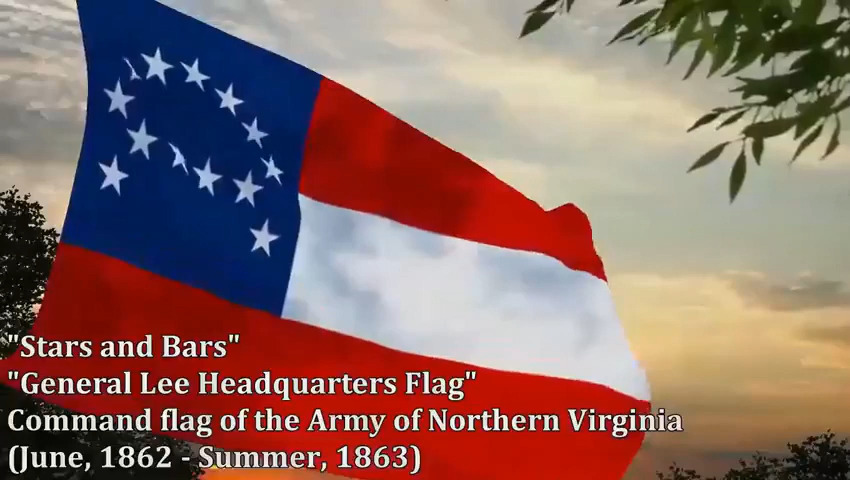 "Stars and Bars"
"General Lee Headquarters Flag"
Command flag of the Army of Northern Virginia
(June, 1862 - Summer, 1863)